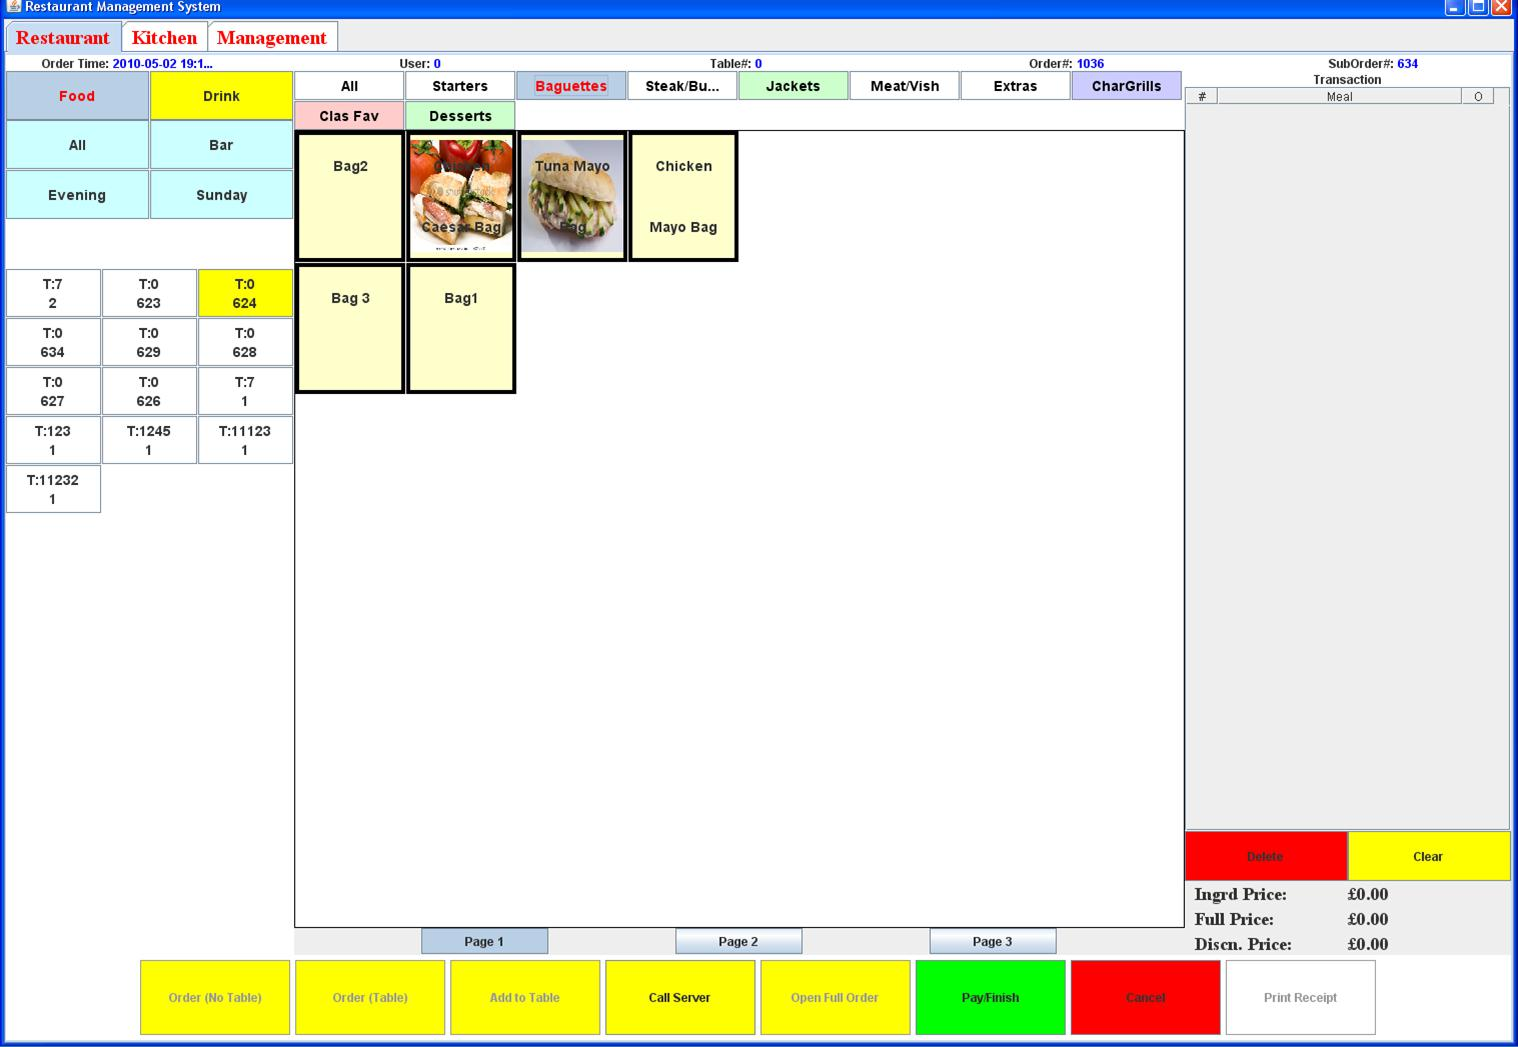 Restaurant Management System
Restaurant
Kitchen
Management
Order Time: 2010-05-02 19:1...
User: 0
Table#: 0
Order#: 1036
SubOrder#: 634
Food
Drink
All
Bar
Evening
Sunday
All
Starters
Baguettes
Steak/Bu...
Jackets
Meat/Vish
Extras
CharGrills
Clas Fav
Desserts
Transaction
#
Meal
O
Bag2
Chicken
Caesar Bag
Tuna Mayo
Bag
Chicken
Mayo Bag
Bag 3
Bag1
T:7
2
T:0
623
T:0
624
T:0
634
T:0
629
T:0
628
T:0
627
T:0
626
T:7
1
T:123
1
T:1245
1
T:11123
1
T:11232
1
Delete
Clear
Ingrd Price: £0.00
Full Price: £0.00
Discn. Price: £0.00
Page 1
Page 2
Page 3
Order (No Table)
Order (Table)
Add to Table
Call Server
Open Full Order
Pay/Finish
Cancel
Print Receipt